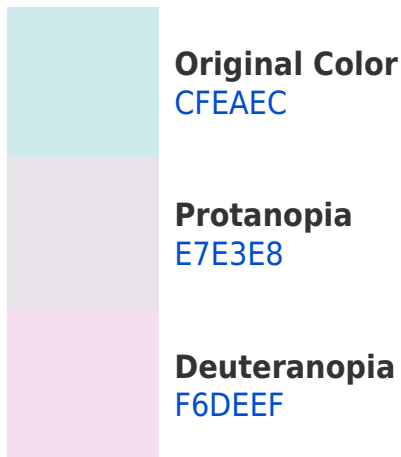 Original Color
CFEAEC
Protanopia
E7E3E8
Deuteranopia
F6DEEF